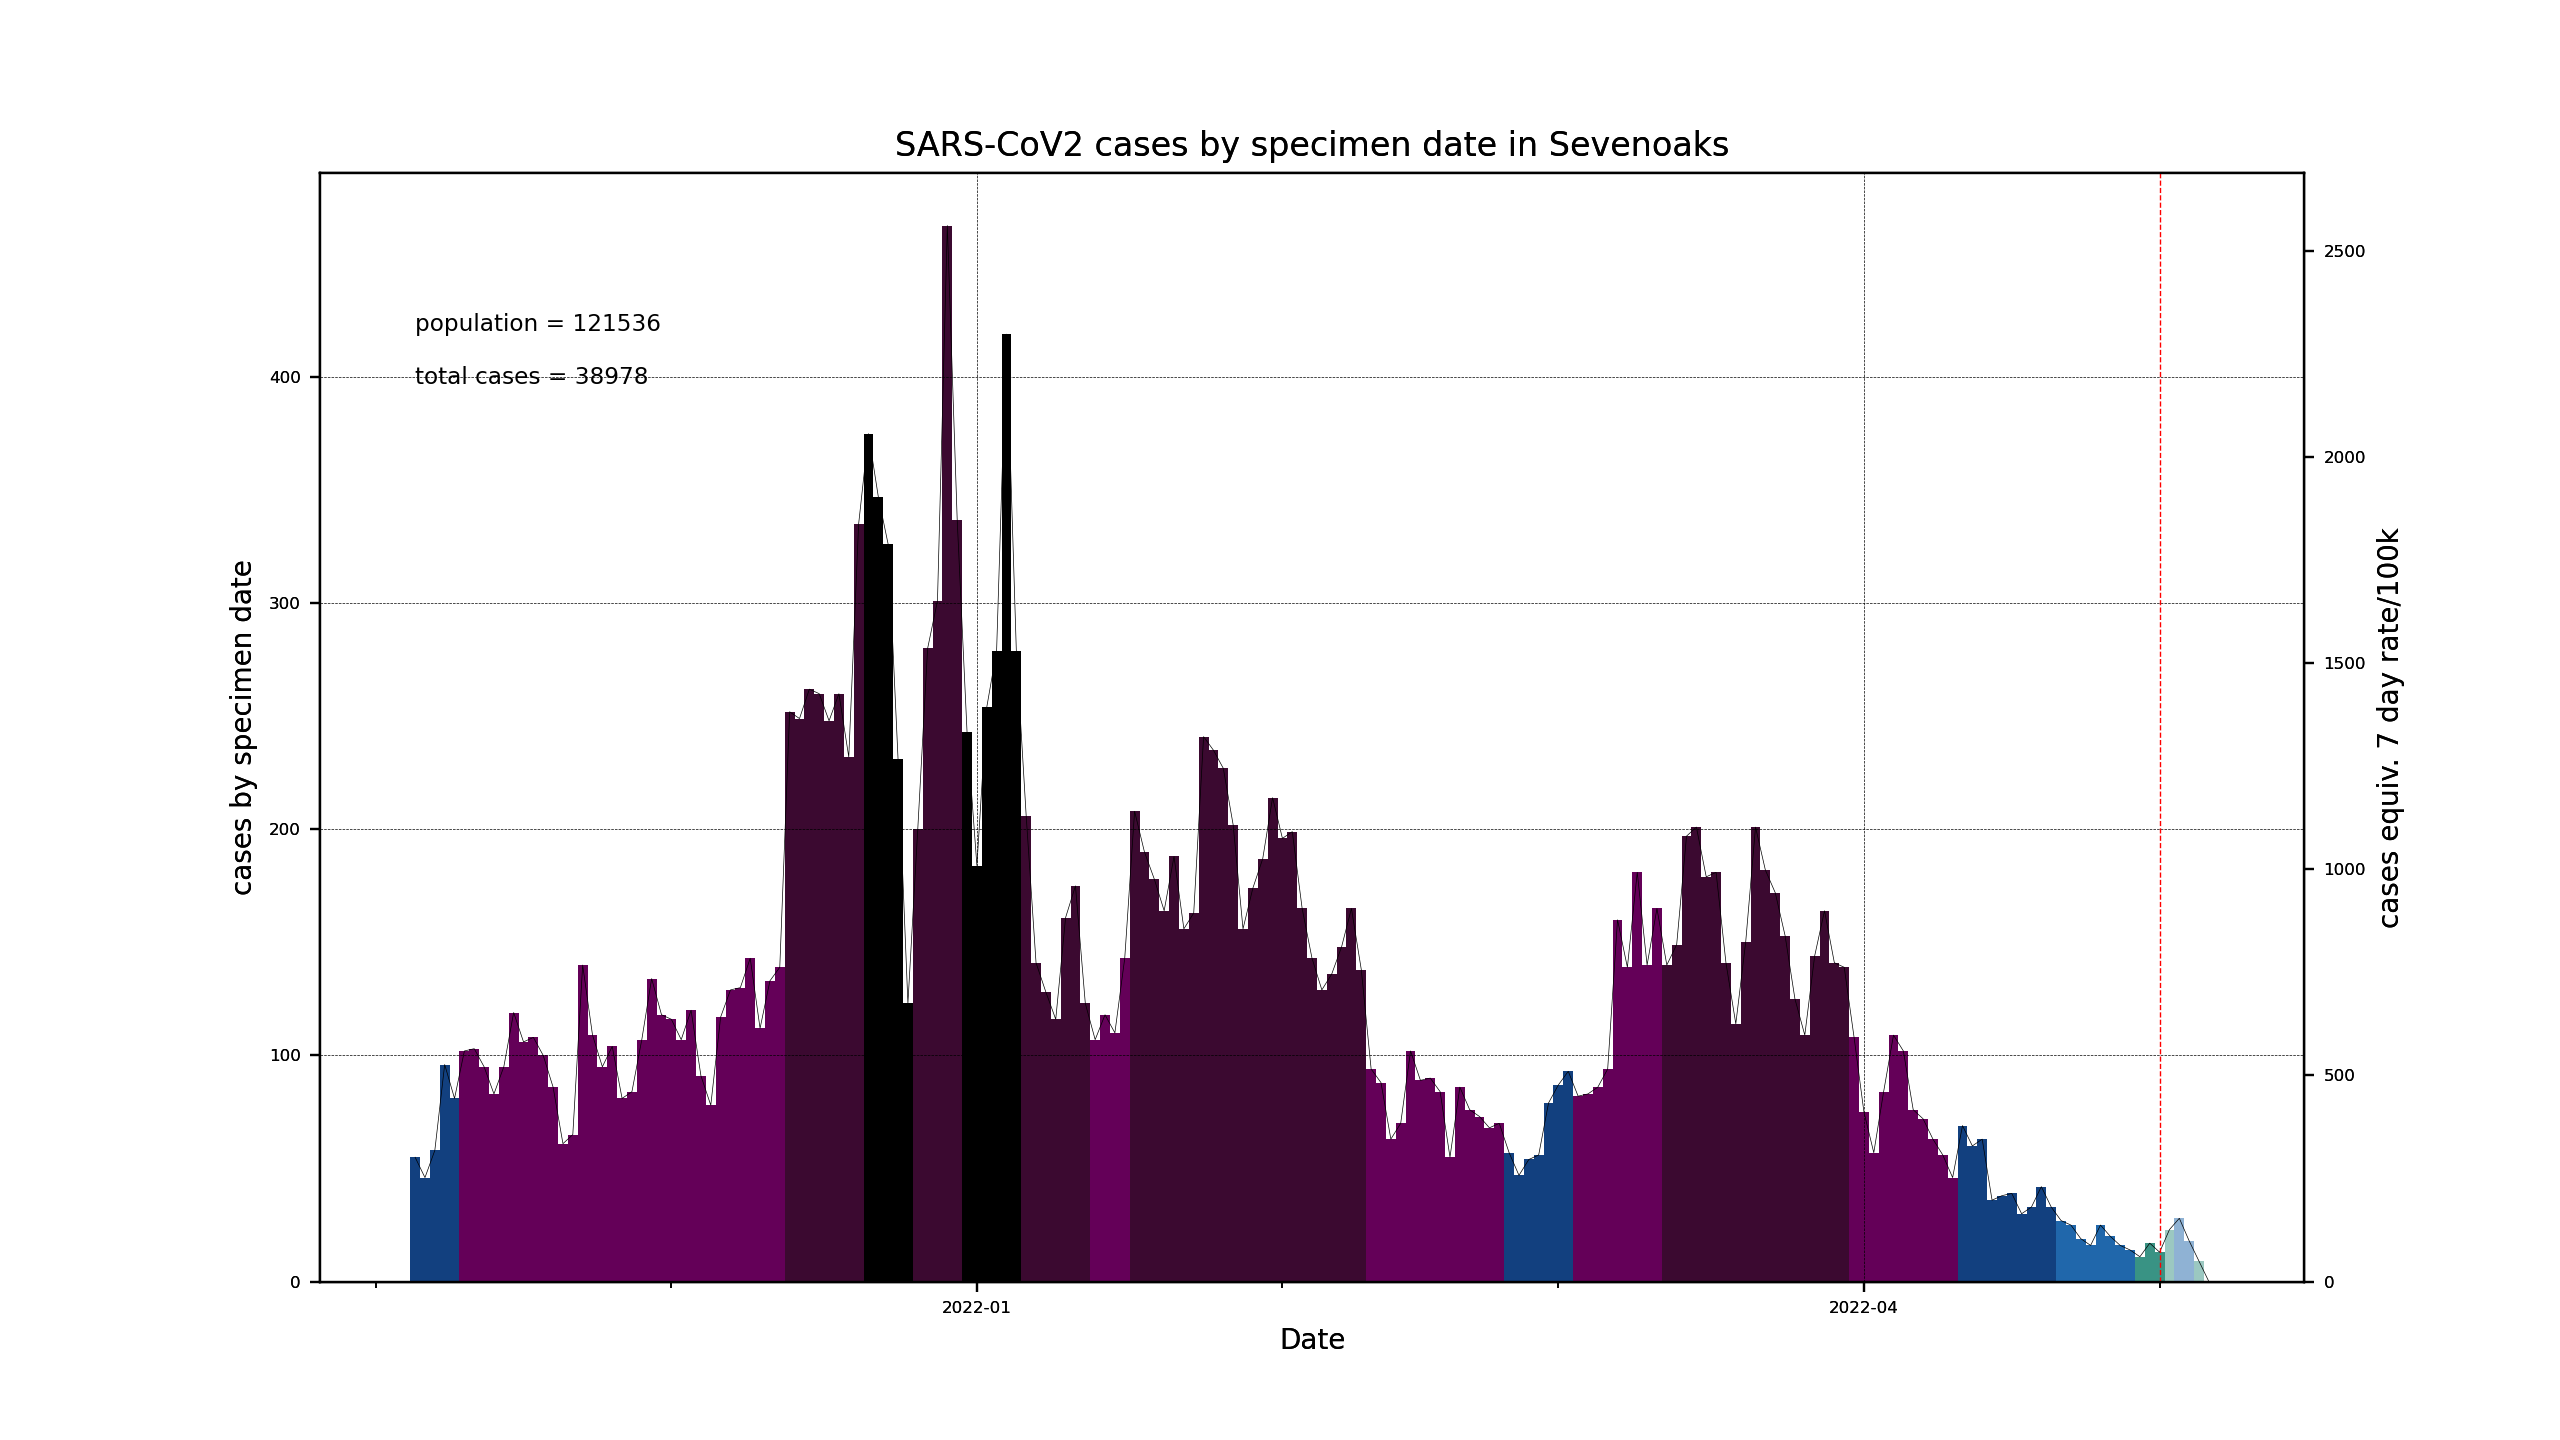 SARS-CoV2 cases by specimen date in Sevenoaks
population = 121536
total cases = 38978
cases by specimen date
400
300
200
100
0
2500
2000
1500
1000
500
0
cases equiv. 7 day rate/100k
2022-01
2022-04
Date